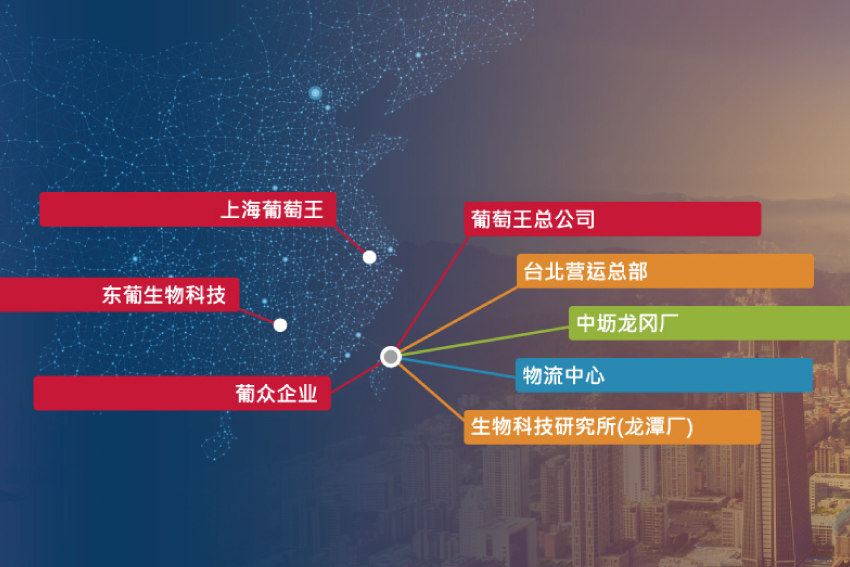 上海葡萄王
东葡生物科技
葡众企业
葡萄王总公司
台北营运总部
中坜龙冈厂
物流中心
生物科技研究所(龙潭厂)